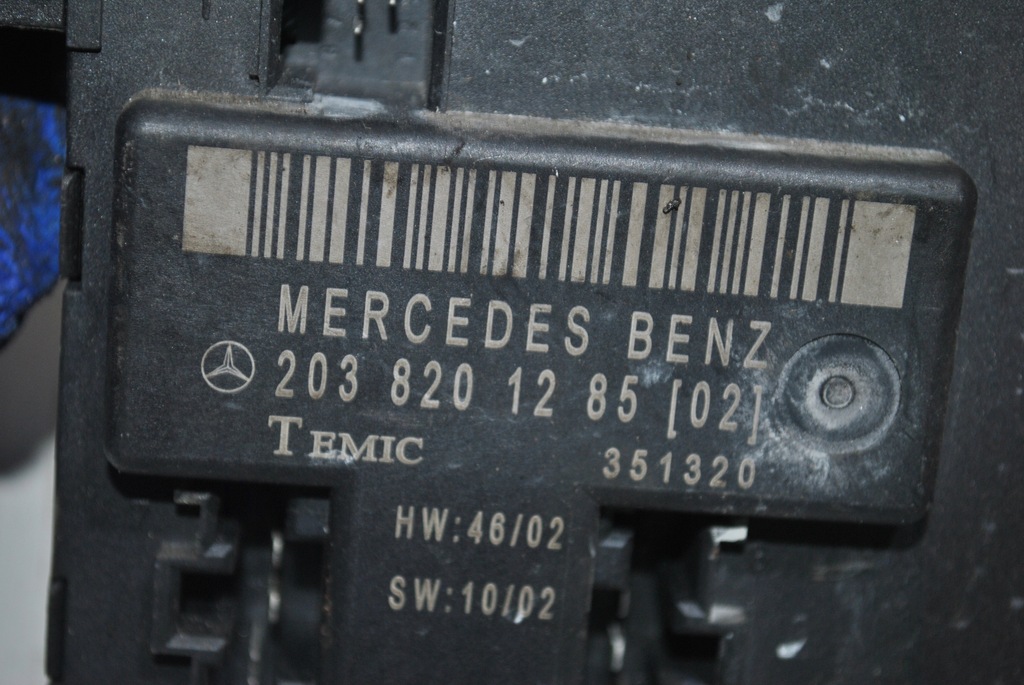 MERCEDES BENZ
203 820 12 85 [02]
TEMIC 351320
HW:46/02
SW:10/02